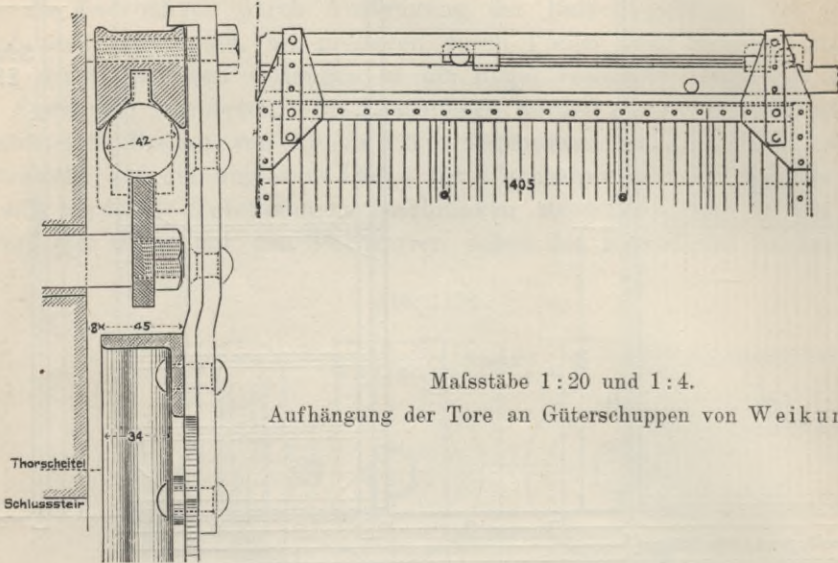 42
1405
8
45
34
Thorscheitel
Schlussstein
Maſsstäbe 1 : 20 und 1 : 4.
Aufhängung der Tore an Güterschuppen von Weikum